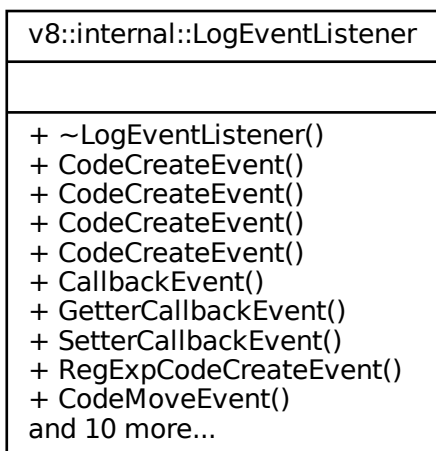 v8::internal::LogEventListener
+ ~LogEventListener()
+ CodeCreateEvent()
+ CodeCreateEvent()
+ CodeCreateEvent()
+ CodeCreateEvent()
+ CallbackEvent()
+ GetterCallbackEvent()
+ SetterCallbackEvent()
+ RegExpCodeCreateEvent()
+ CodeMoveEvent()
and 10 more...